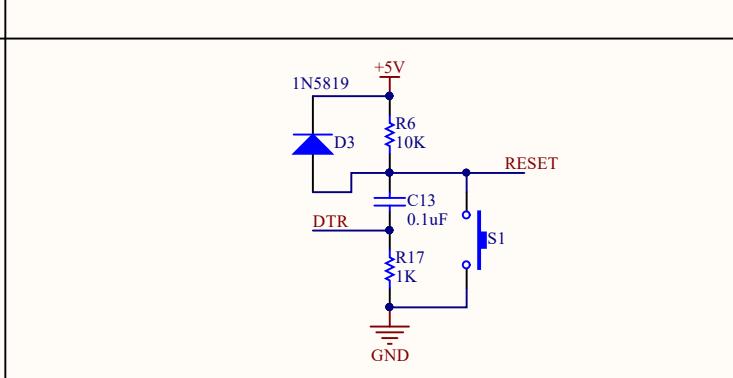 +5V
1N5819
R6
D3
10K
RESET
C13
DTR
0.1uF
S1
R17
1K
GND